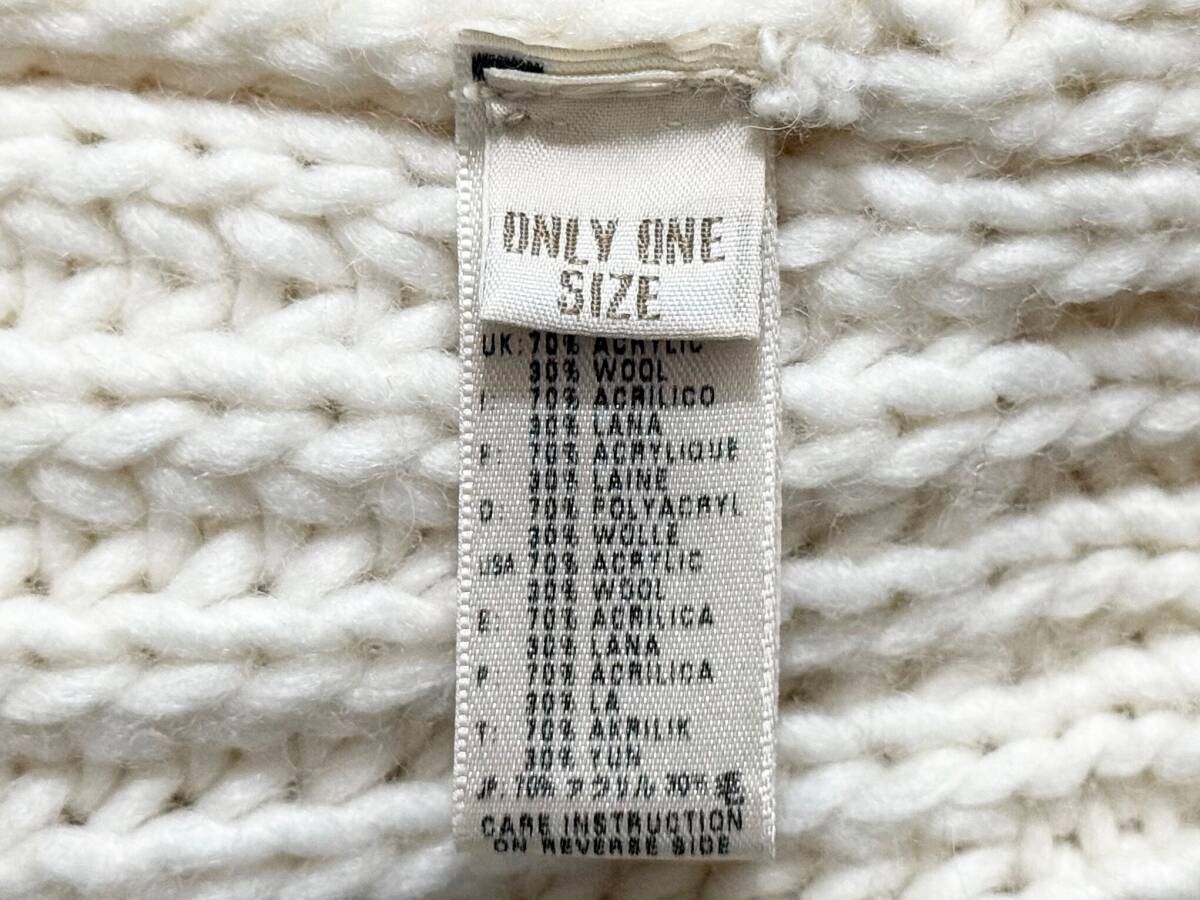 ONLY ONE
SIZE
UK: 70% ACRYLIC
30% WOOL
I: 70% ACRILICO
30% LANA
F: 70% ACRYLIQUE
30% LAINE
D: 70% POLYACRYL
30% WOLLE
USA 70% ACRYLIC
30% WOOL
E: 70% ACRILICA
30% LANA
P 70% ACRILICA
30% LA
T: 70% AKRILIK
30% YUN
JP: 70% アクリル 30% 毛
CARE INSTRUCTION
ON REVERSE SIDE